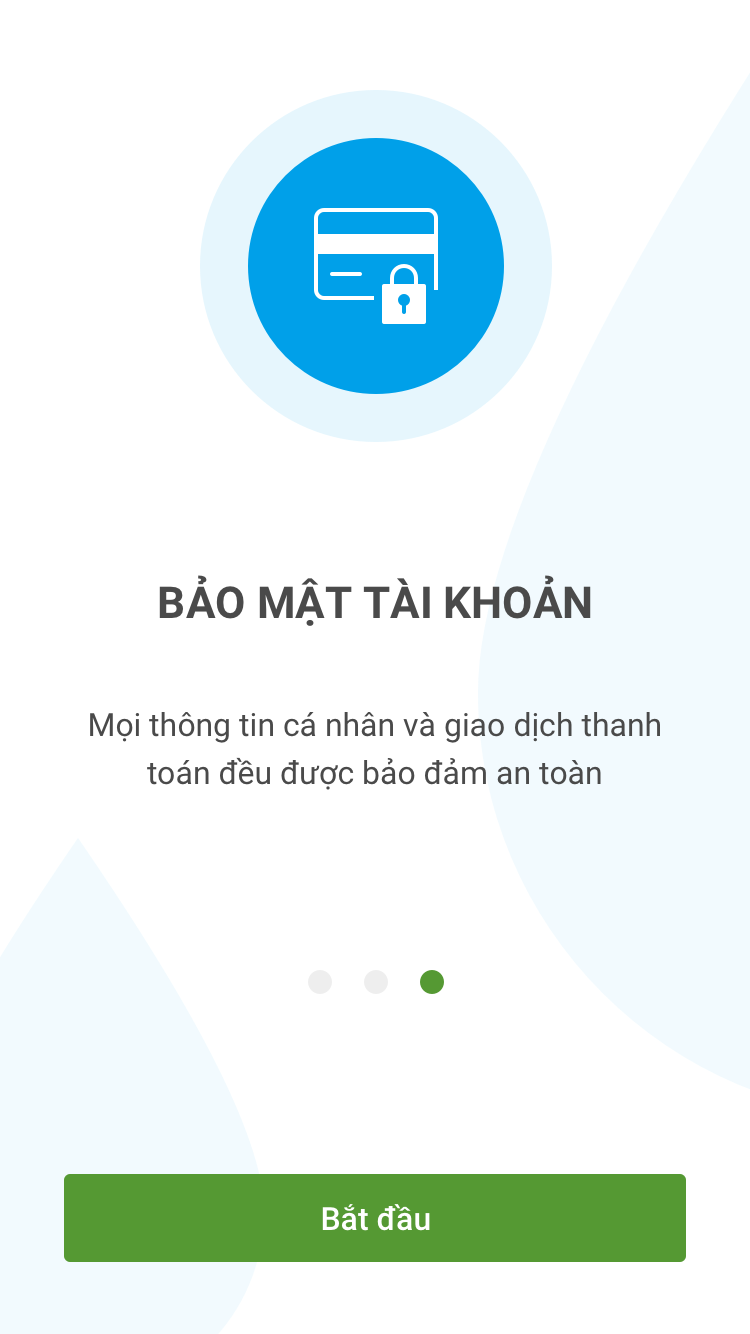 BẢO MẬT TÀI KHOẢN
Mọi thông tin cá nhân và giao dịch thanh
toán đều được bảo đảm an toàn
Bắt đầu